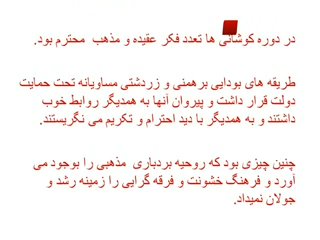 در دوره کوشانی ها تعدد فکر عقیده و مذهب محترم بود.
طریقه های بودایی برهمنی و زردشتی مساویانه تحت حمایت
دولت قرار داشت و پیروان آنها به همدیگر روابط خوب
داشتند و به همدیگر با دید احترام و تکریم می نگریستند.
چنین چیزی بود که روحیه بردباری مذهبی را بوجود می
آورد و فرهنگ خشونت و فرقه گرایی را زمینه رشد و
جولان نمیداد.